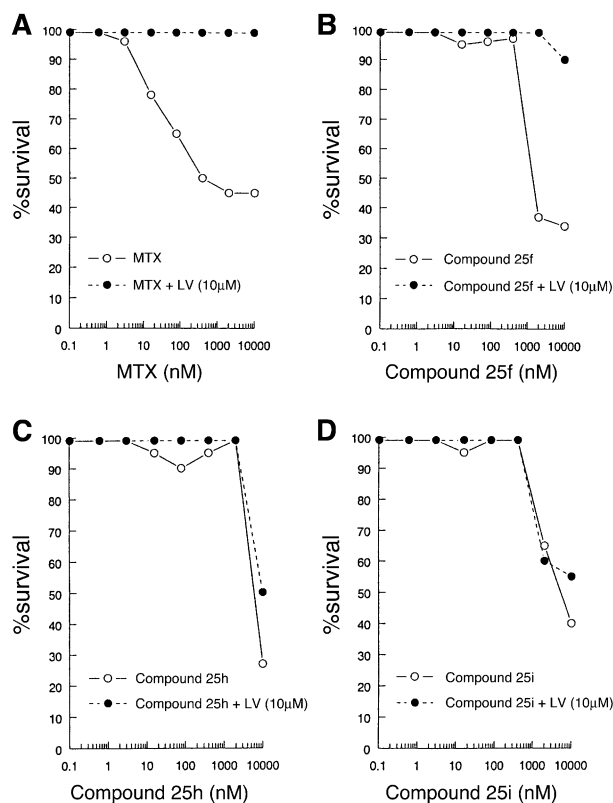 A
100
90
80
70
60
50
40
30
20
10
0
%survival
MTX
MTX + LV (10μM)
0.1 1 10 100 1000 10000
MTX (nM)
B
100
90
80
70
60
50
40
30
20
10
0
%survival
Compound 25f
Compound 25f + LV (10μM)
0.1 1 10 100 1000 10000
Compound 25f (nM)
C
100
90
80
70
60
50
40
30
20
10
0
%survival
Compound 25h
Compound 25h + LV (10μM)
0.1 1 10 100 1000 10000
Compound 25h (nM)
D
100
90
80
70
60
50
40
30
20
10
0
%survival
Compound 25i
Compound 25i + LV (10μM)
0.1 1 10 100 1000 10000
Compound 25i (nM)